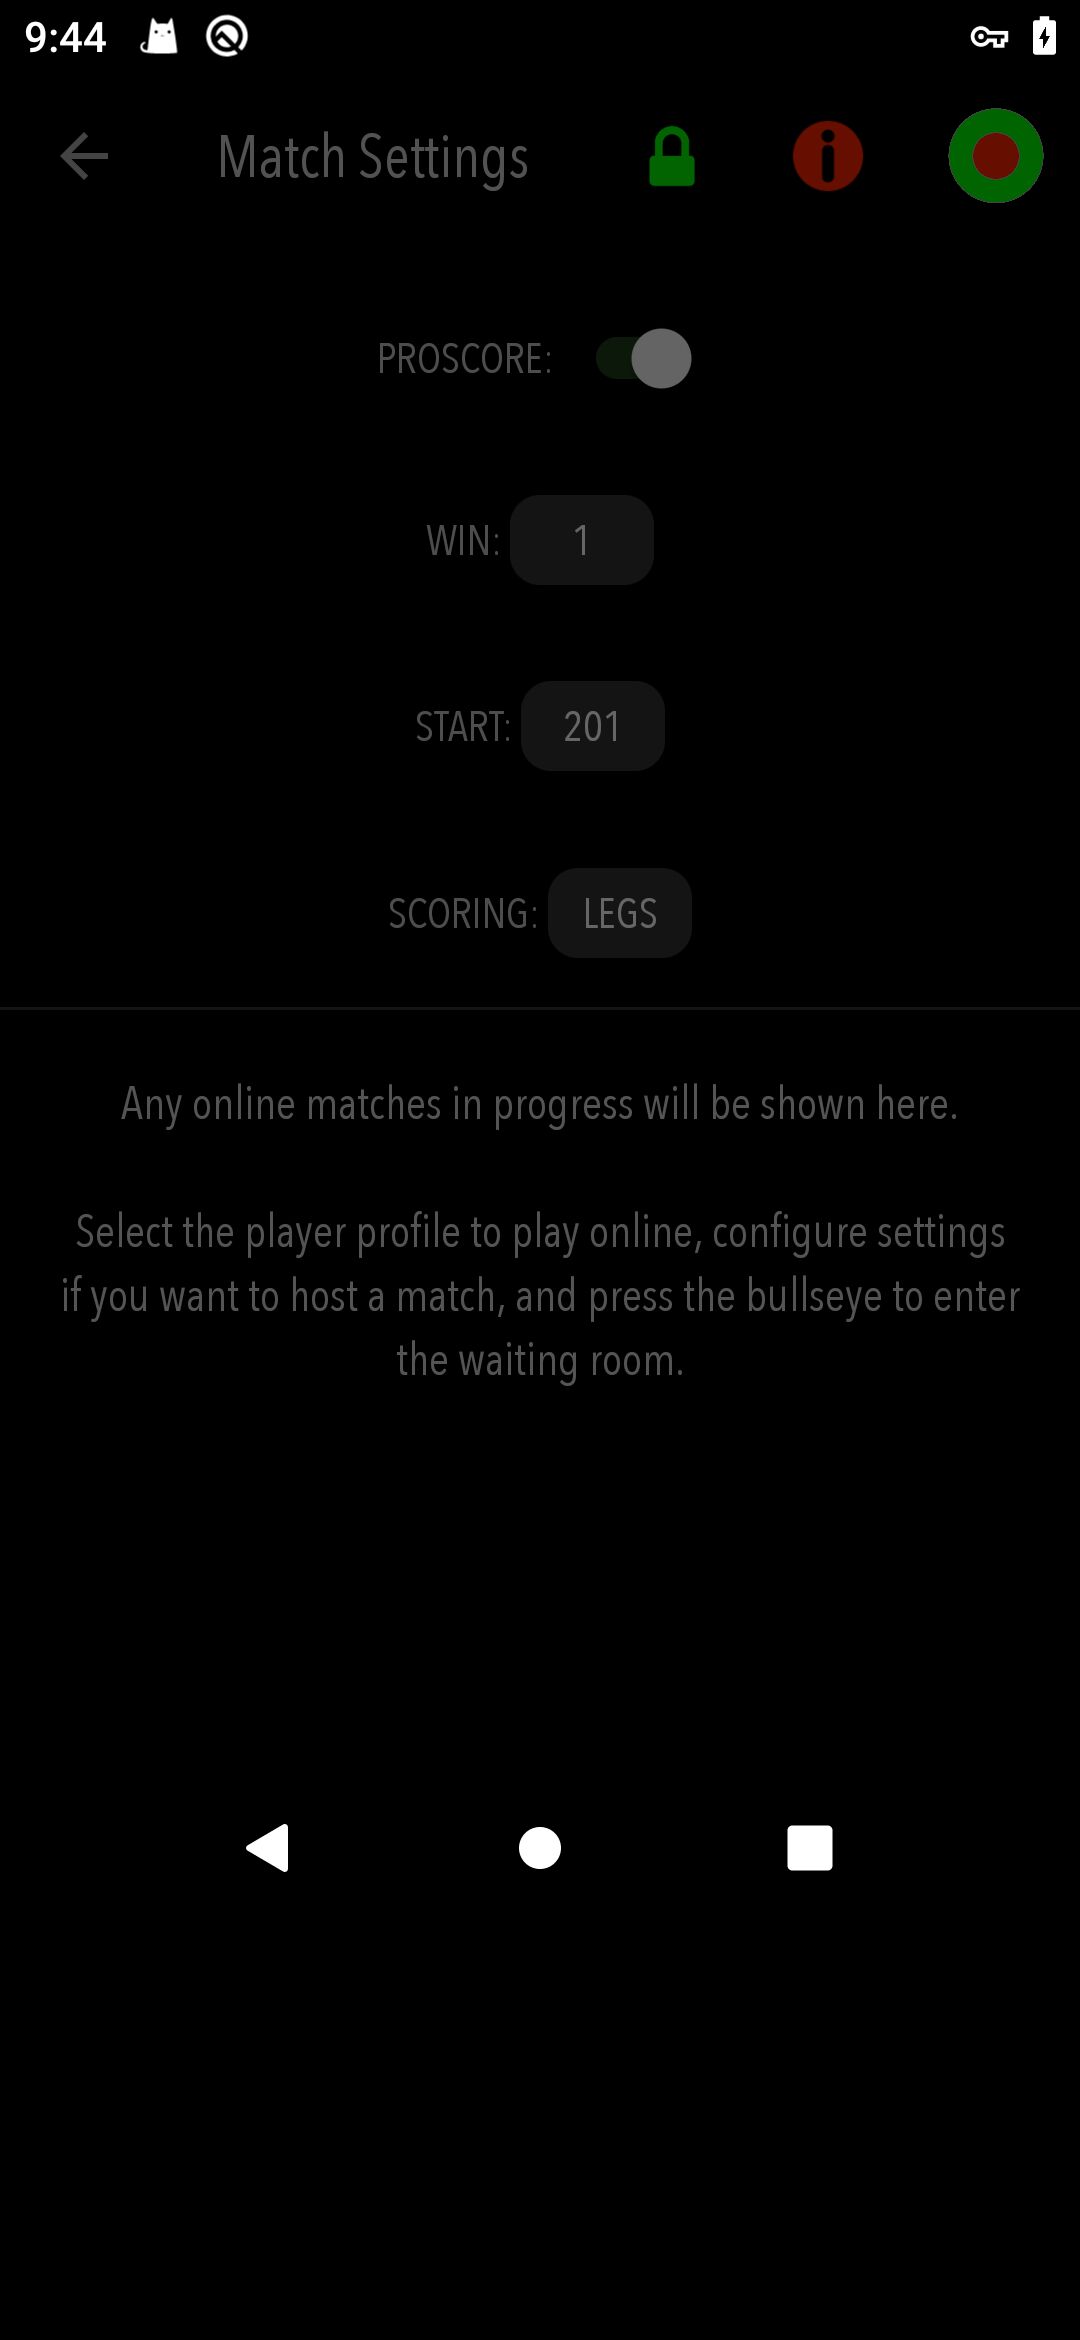 9:44
Match Settings
PROSCORE:
WIN: 1
START: 201
SCORING: LEGS
Any online matches in progress will be shown here.
Select the player profile to play online, configure settings
if you want to host a match, and press the bullseye to enter
the waiting room.